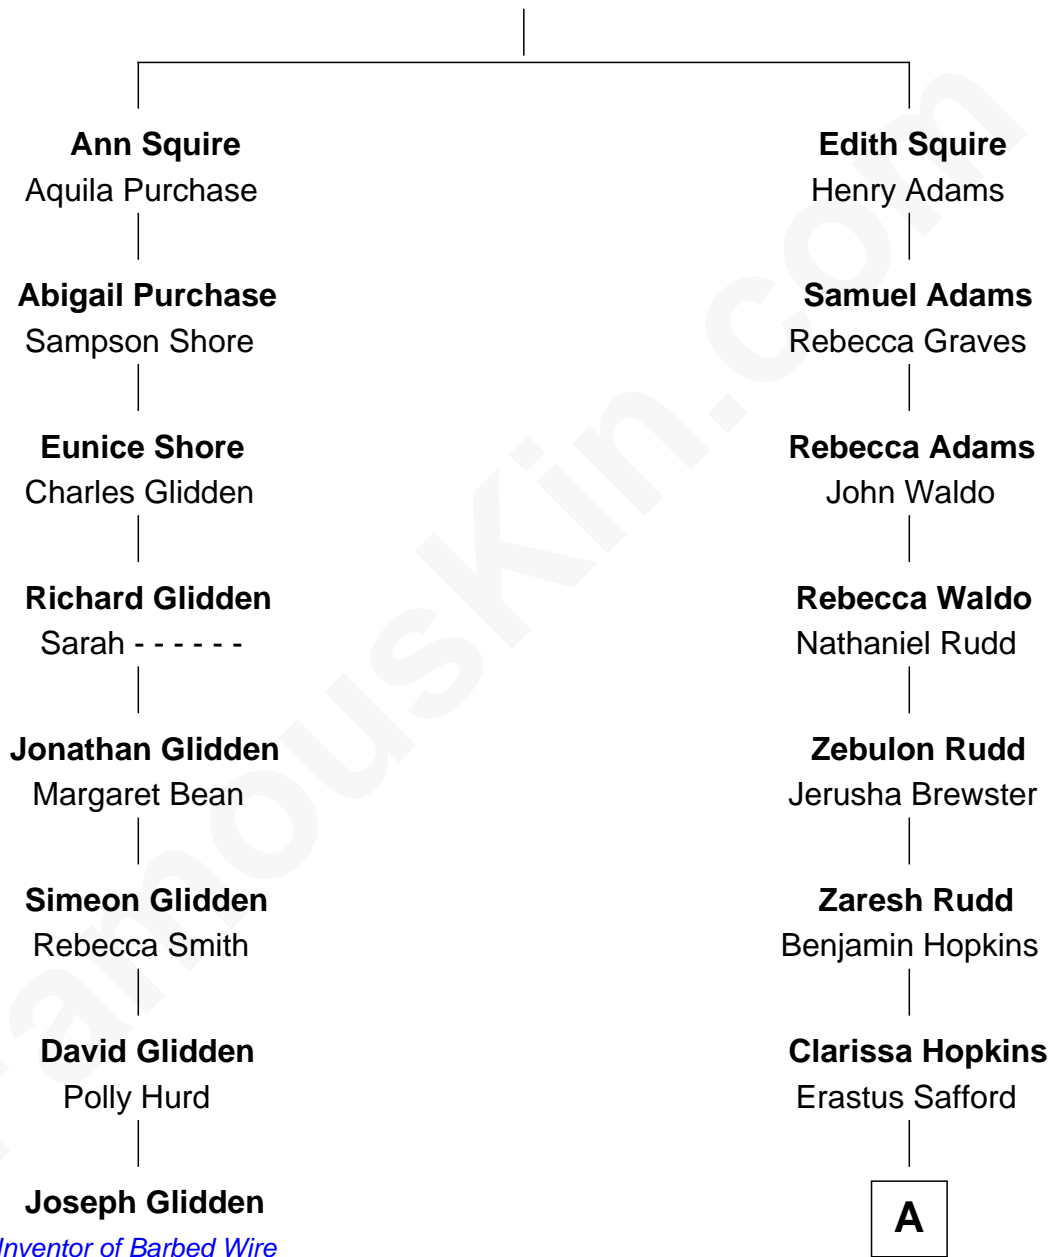 Ann Squire
Aquila Purchase
Abigail Purchase
Sampson Shore
Eunice Shore
Charles Glidden
Richard Glidden
Sarah - - - - - -
Jonathan Glidden
Margaret Bean
Simeon Glidden
Rebecca Smith
David Glidden
Polly Hurd
Joseph Glidden
Inventor of Barbed Wire
Edith Squire
Henry Adams
Samuel Adams
Rebecca Graves
Rebecca Adams
John Waldo
Rebecca Waldo
Nathaniel Rudd
Zebulon Rudd
Jerusha Brewster
Zaresh Rudd
Benjamin Hopkins
Clarissa Hopkins
Erastus Safford
A
FamousKin.com